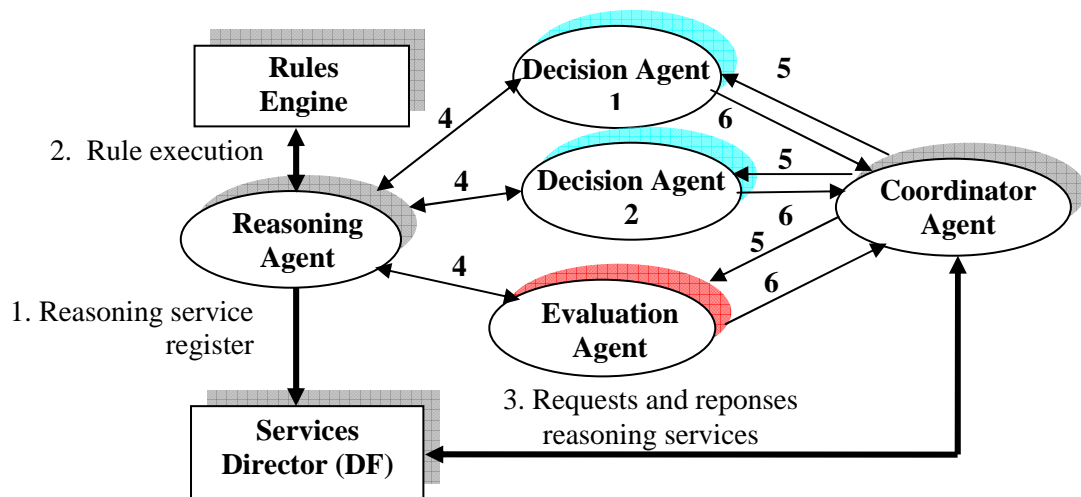 Rules
Engine
2.  Rule execution
Reasoning
Agent
1. Reasoning service
register
Services
Director (DF)
4
4
4
Decision Agent
1
Decision Agent
2
Evaluation
Agent
5
6
5
6
5
6
Coordinator
Agent
3. Requests and reponses
reasoning services